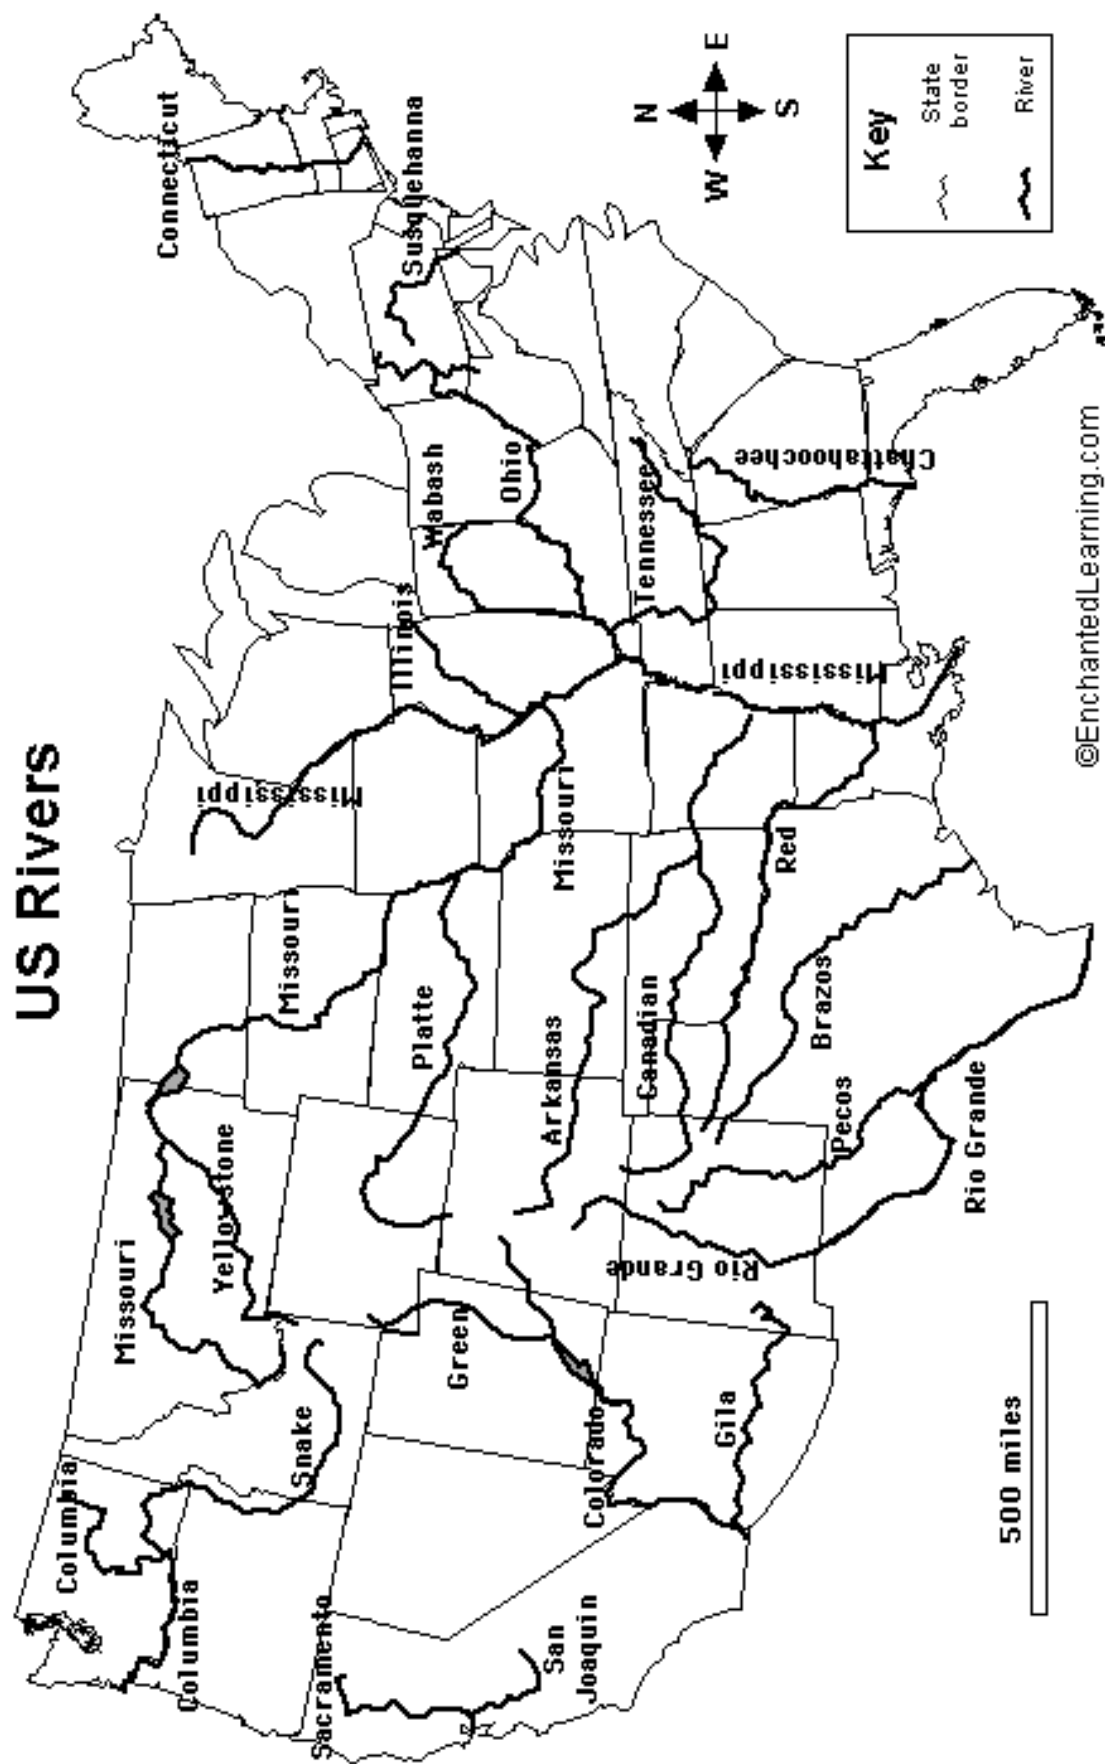 US Rivers
Columbia
Columbia
Missouri
Yellowstone
Missouri
Mississippi
Connecticut
Snake
Sacramento
San
Joaquin
Green
Platte
Illinois
Wabash
Ohio
Susquehanna
Colorado
Arkansas
Missouri
Canadian
Tennessee
Gila
Rio Grande
Red
Mississippi
Chattahoochee
Pecos
Brazos
Rio Grande
N
W
E
S
Key
State
border
River
500 miles
©EnchantedLearning.com